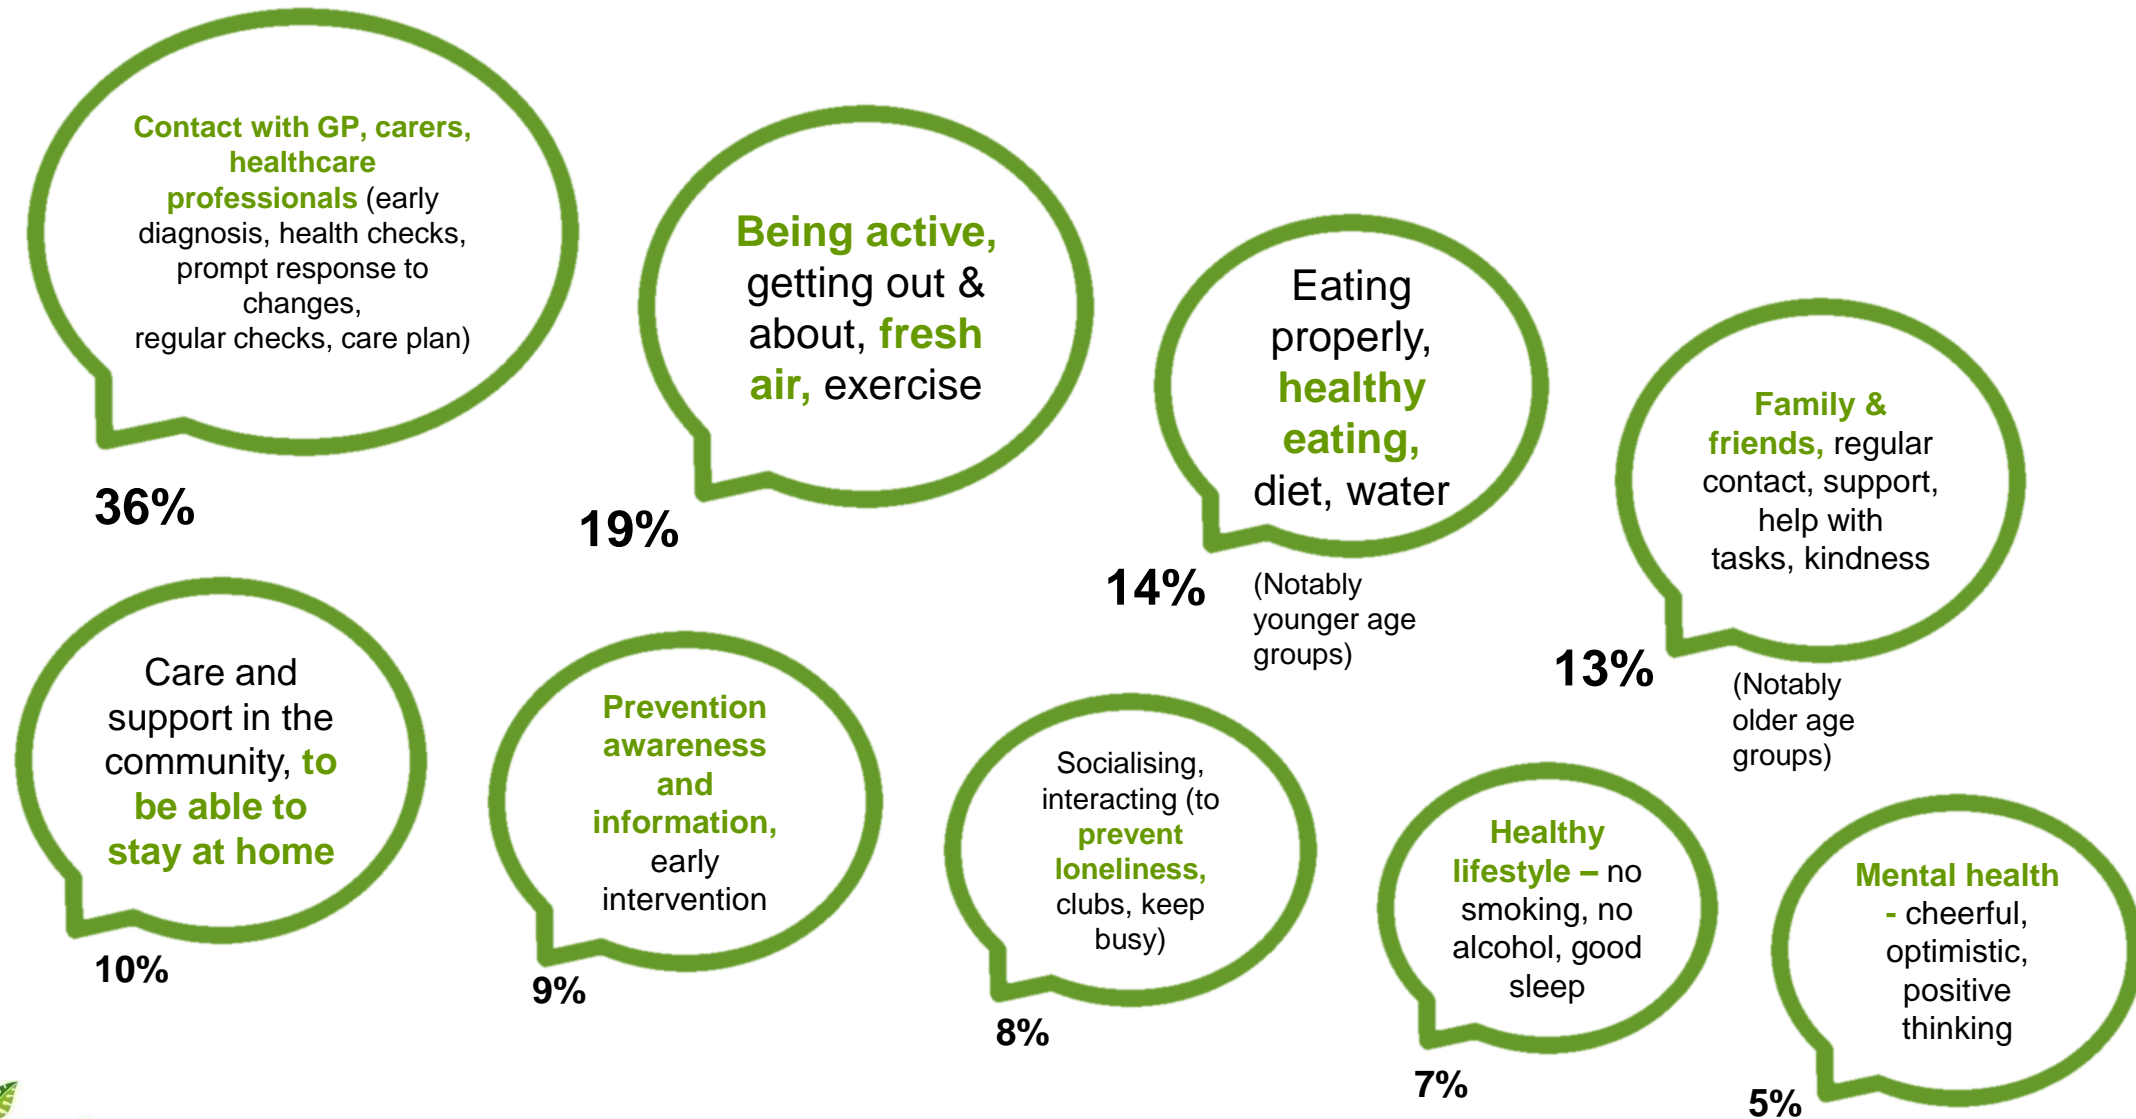 Contact with GP, carers,
healthcare
professionals (early
diagnosis, health checks,
prompt response to
changes,
regular checks, care plan)
36%
Being active,
getting out &
about, fresh
air, exercise
19%
Eating
properly,
healthy
eating,
diet, water
14%
(Notably
younger age
groups)
Family &
friends, regular
contact, support,
help with
tasks, kindness
13%
(Notably
older age
groups)
Care and
support in the
community, to
be able to
stay at home
10%
Prevention
awareness
and
information,
early
intervention
9%
Socialising,
interacting (to
prevent
loneliness,
clubs, keep
busy)
8%
Healthy
lifestyle – no
smoking, no
alcohol, good
sleep
7%
Mental health
- cheerful,
optimistic,
positive
thinking
5%